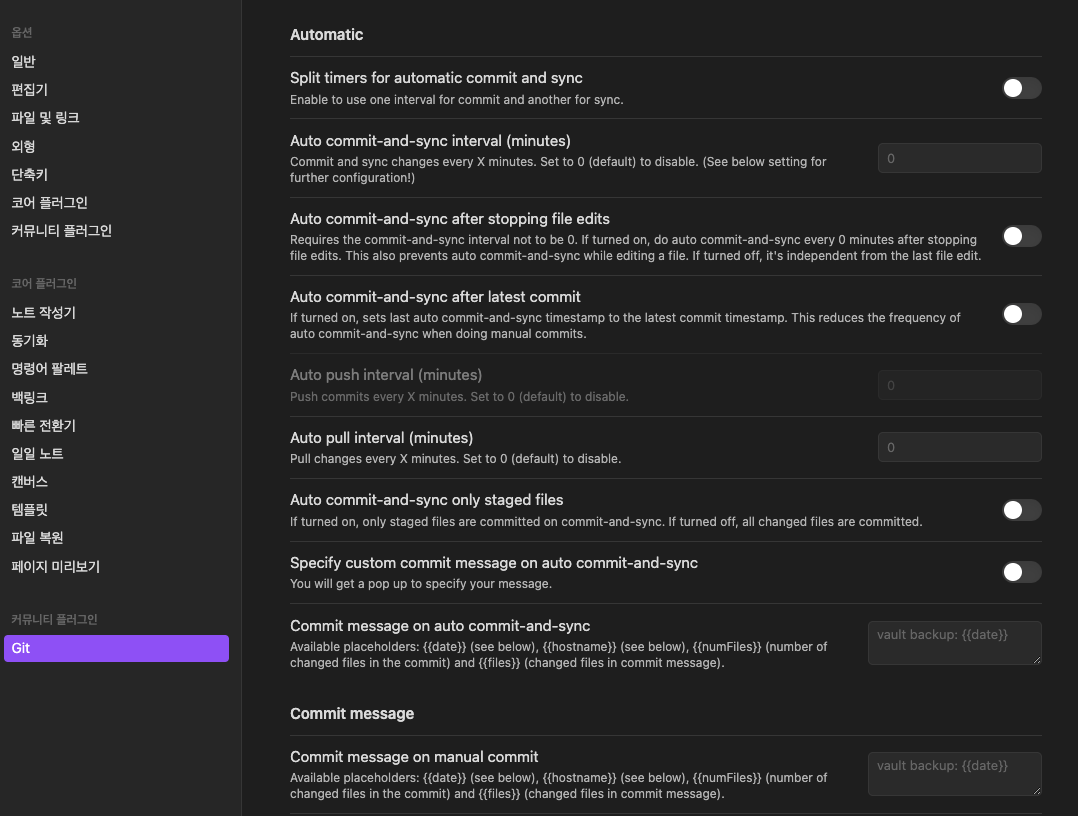 옵션
일반
편집기
파일 및 링크
외형
단축키
코어 플러그인
커뮤니티 플러그인
코어 플러그인
노트 작성기
동기화
명령어 팔레트
백링크
빠른 전환기
일일 노트
캔버스
템플릿
파일 복원
페이지 미리보기
커뮤니티 플러그인
Git
Automatic
Split timers for automatic commit and sync
Enable to use one interval for commit and another for sync.
Auto commit-and-sync interval (minutes)
Commit and sync changes every X minutes. Set to 0 (default) to disable. (See below setting for
further configuration!)
0
Auto commit-and-sync after stopping file edits
Requires the commit-and-sync interval not to be 0. If turned on, do auto commit-and-sync every 0 minutes after stopping
file edits. This also prevents auto commit-and-sync while editing a file. If turned off, it's independent from the last file edit.
Auto commit-and-sync after latest commit
If turned on, sets last auto commit-and-sync timestamp to the latest commit timestamp. This reduces the frequency of
auto commit-and-sync when doing manual commits.
Auto push interval (minutes)
Push commits every X minutes. Set to 0 (default) to disable.
0
Auto pull interval (minutes)
Pull changes every X minutes. Set to 0 (default) to disable.
0
Auto commit-and-sync only staged files
If turned on, only staged files are committed on commit-and-sync. If turned off, all changed files are committed.
Specify custom commit message on auto commit-and-sync
You will get a pop up to specify your message.
Commit message on auto commit-and-sync
Available placeholders: {{date}} (see below), {{hostname}} (see below), {{numFiles}} (number of
changed files in the commit) and {{files}} (changed files in commit message).
vault backup: {{date}}
Commit message
Commit message on manual commit
Available placeholders: {{date}} (see below), {{hostname}} (see below), {{numFiles}} (number of
changed files in the commit) and {{files}} (changed files in commit message).
vault backup: {{date}}